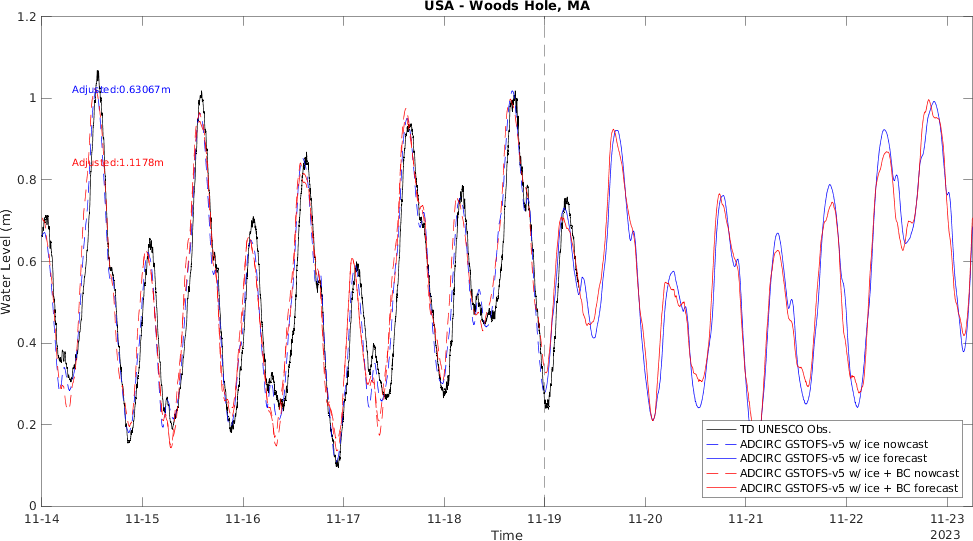 USA - Woods Hole, MA
1.2
1
0.8
0.6
0.4
0.2
0
Water Level (m)
Adjusted:0.63067m
Adjusted:1.1178m
TD UNESCO Obs.
ADCIRC GSTOFS-v5 w/ ice nowcast
ADCIRC GSTOFS-v5 w/ ice forecast
ADCIRC GSTOFS-v5 w/ ice + BC nowcast
ADCIRC GSTOFS-v5 w/ ice + BC forecast
11-14 11-15 11-16 11-17 11-18 11-19 11-20 11-21 11-22 11-23
2023
Time